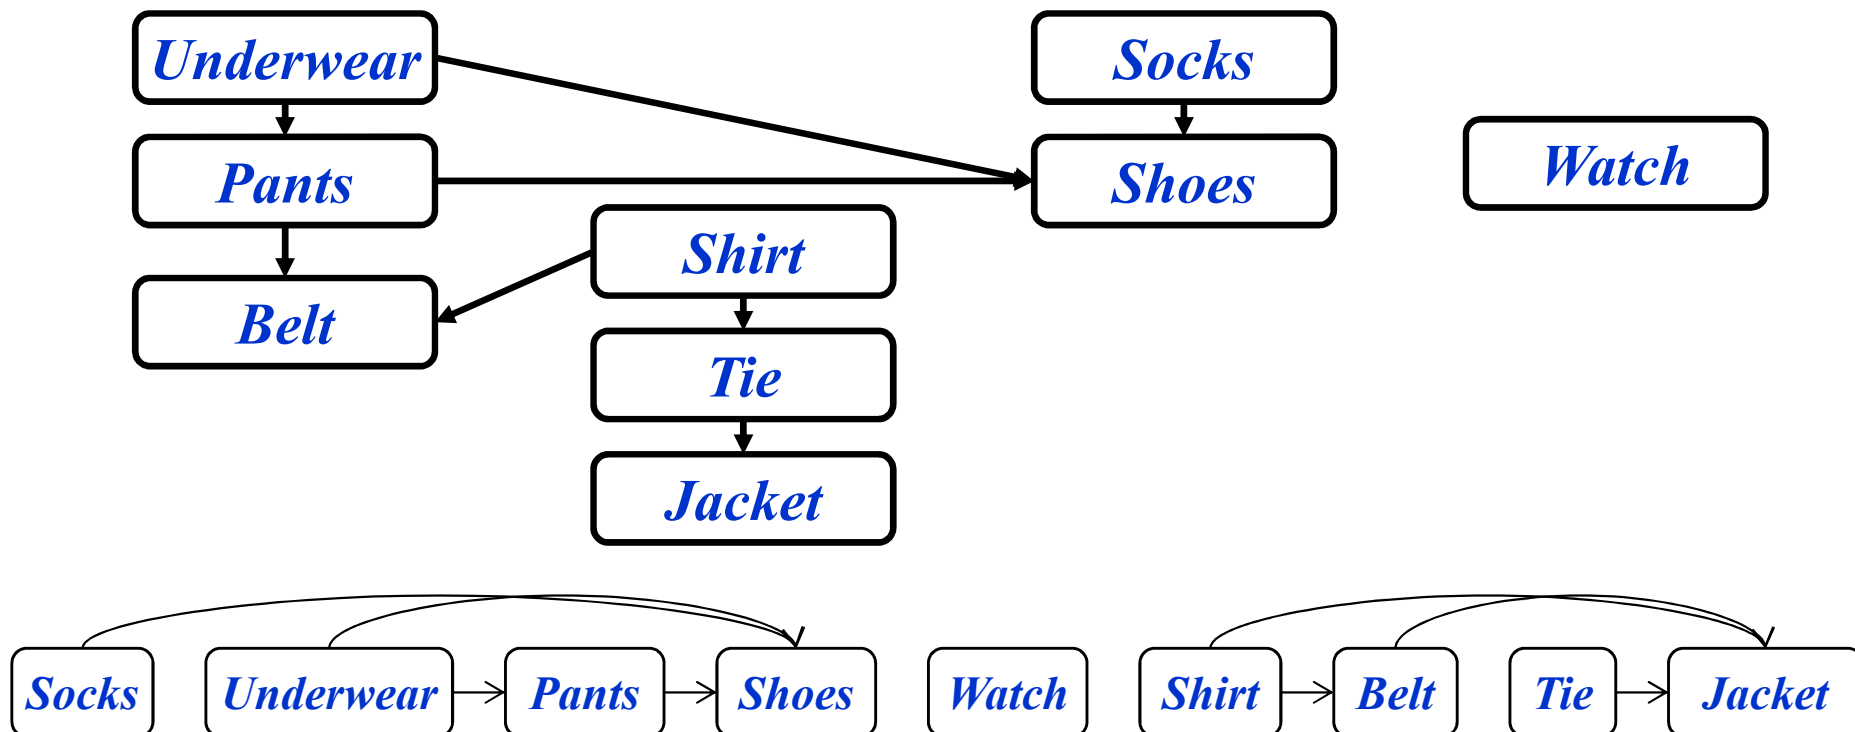 Underwear
Socks
Pants
Shoes
Watch
Shirt
Belt
Tie
Jacket
Socks Underwear Pants Shoes Watch Shirt Belt Tie Jacket